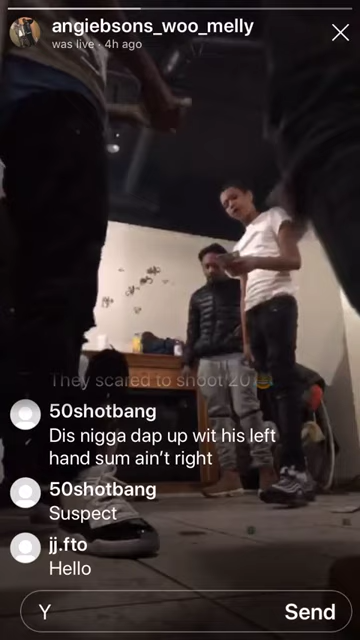 angiebsons_woo_melly
was live · 4h ago
They scared to shoot 20
50shotbang
Dis nigga dap up wit his left
hand sum ain't right
50shotbang
Suspect
jj.fto
Hello
Y
Send